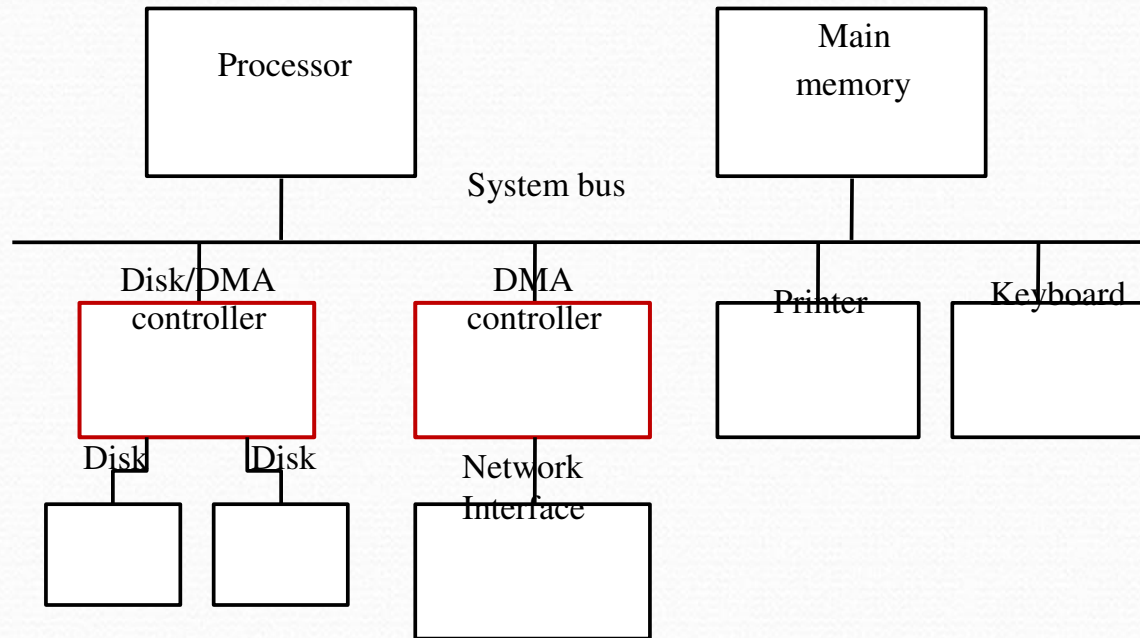 Processor
Main
memory
System bus
Disk/DMA
controller
DMA
controller
Printer
Keyboard
Disk
Disk
Network
Interface